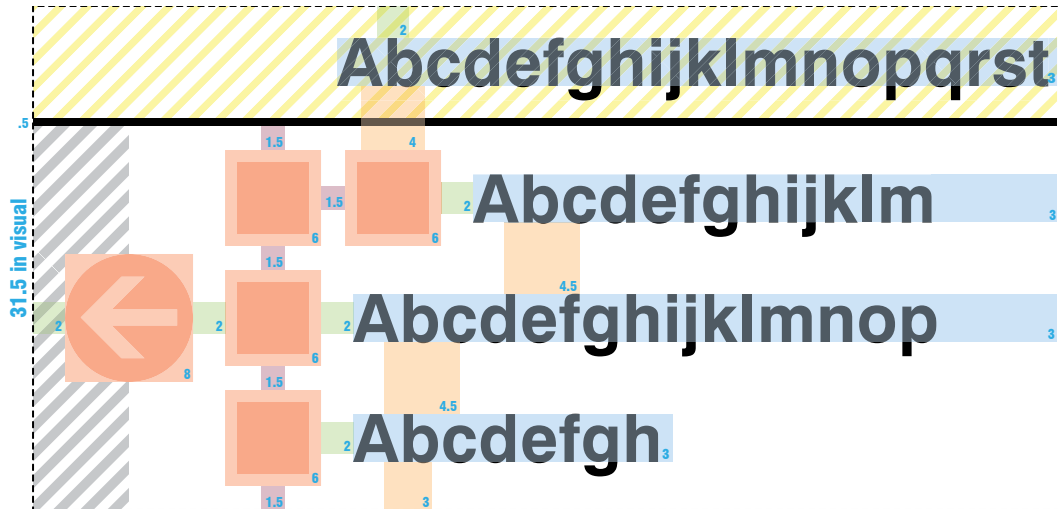 2
Abcdefghijklmnopqrst 3
.5
1.5 4
1.5 2 Abcdefghijklm 3
6 6
1.5 4.5
31.5 in visual
2 2 2 Abcdefghijklmnop 3
8 6
1.5 4.5
2 Abcdefgh 3
6
1.5 3